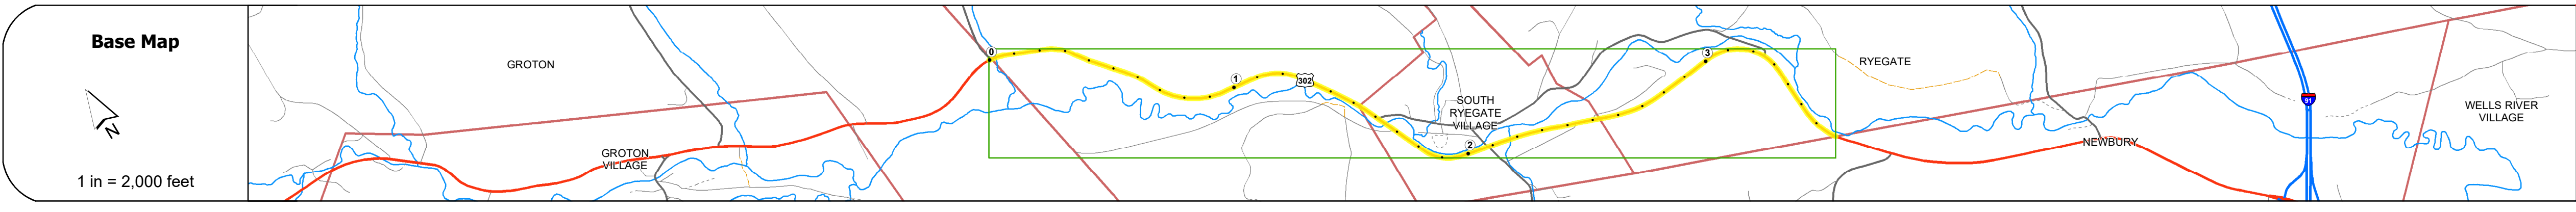 Base Map
N
1 in = 2,000 feet
GROTON
GROTON
VILLAGE
0
1
302
SOUTH
RYEGATE
VILLAGE
2
3
RYEGATE
NEWBURY
91
WELLS RIVER
VILLAGE